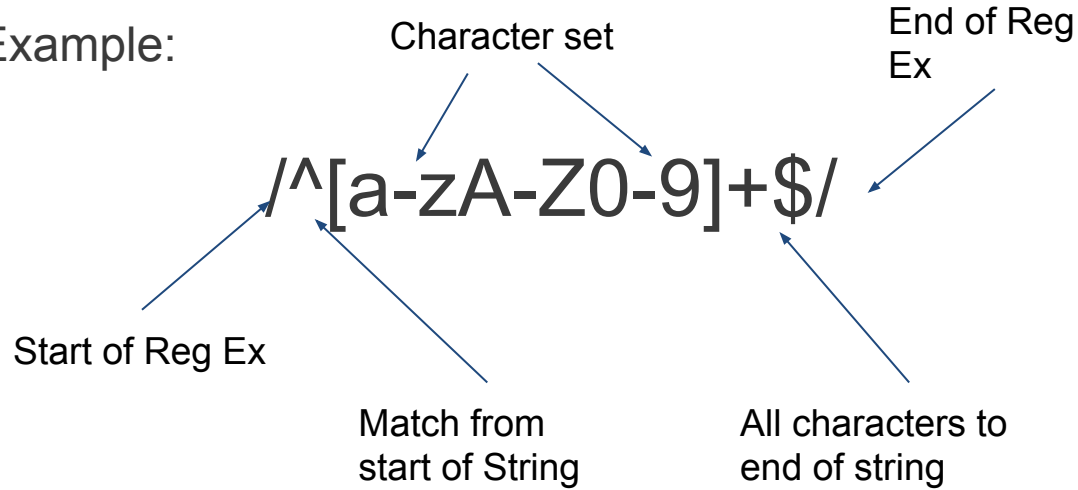 Example:
Character set
End of Reg
Ex
/^[a-zA-Z0-9]+$/
Start of Reg Ex
Match from
start of String
All characters to
end of string